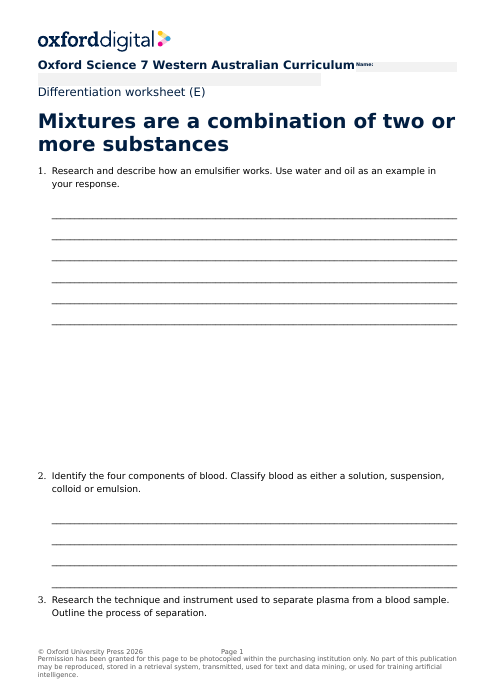 oxforddigital
Oxford Science 7 Western Australian Curriculum Name:
Differentiation worksheet (E)
Mixtures are a combination of two or
more substances
1. Research and describe how an emulsifier works. Use water and oil as an example in
your response.
2. Identify the four components of blood. Classify blood as either a solution, suspension,
colloid or emulsion.
3. Research the technique and instrument used to separate plasma from a blood sample.
Outline the process of separation.
© Oxford University Press 2026 Page 1
Permission has been granted for this page to be photocopied within the purchasing institution only. No part of this publication
may be reproduced, stored in a retrieval system, transmitted, used for text and data mining, or used for training artificial
intelligence.